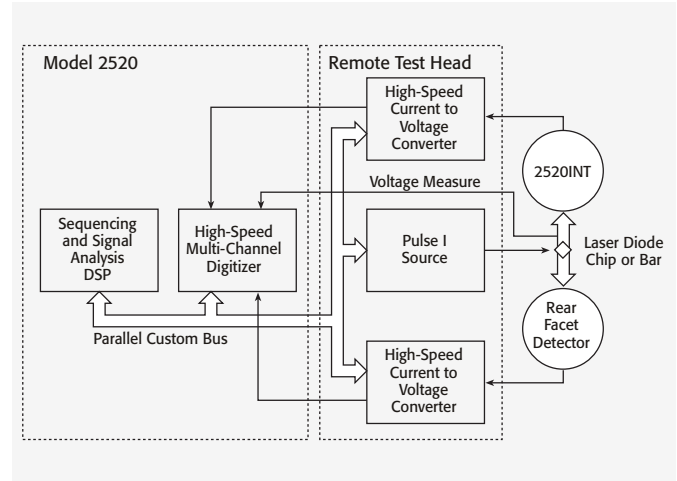 Model 2520
Remote Test Head
High-Speed
Current to
Voltage
Converter
2520INT
Voltage Measure
Sequencing
and Signal
Analysis
DSP
High-Speed
Multi-Channel
Digitizer
Pulse I
Source
Laser Diode
Chip or Bar
Rear
Facet
Detector
Parallel Custom Bus
High-Speed
Current to
Voltage
Converter